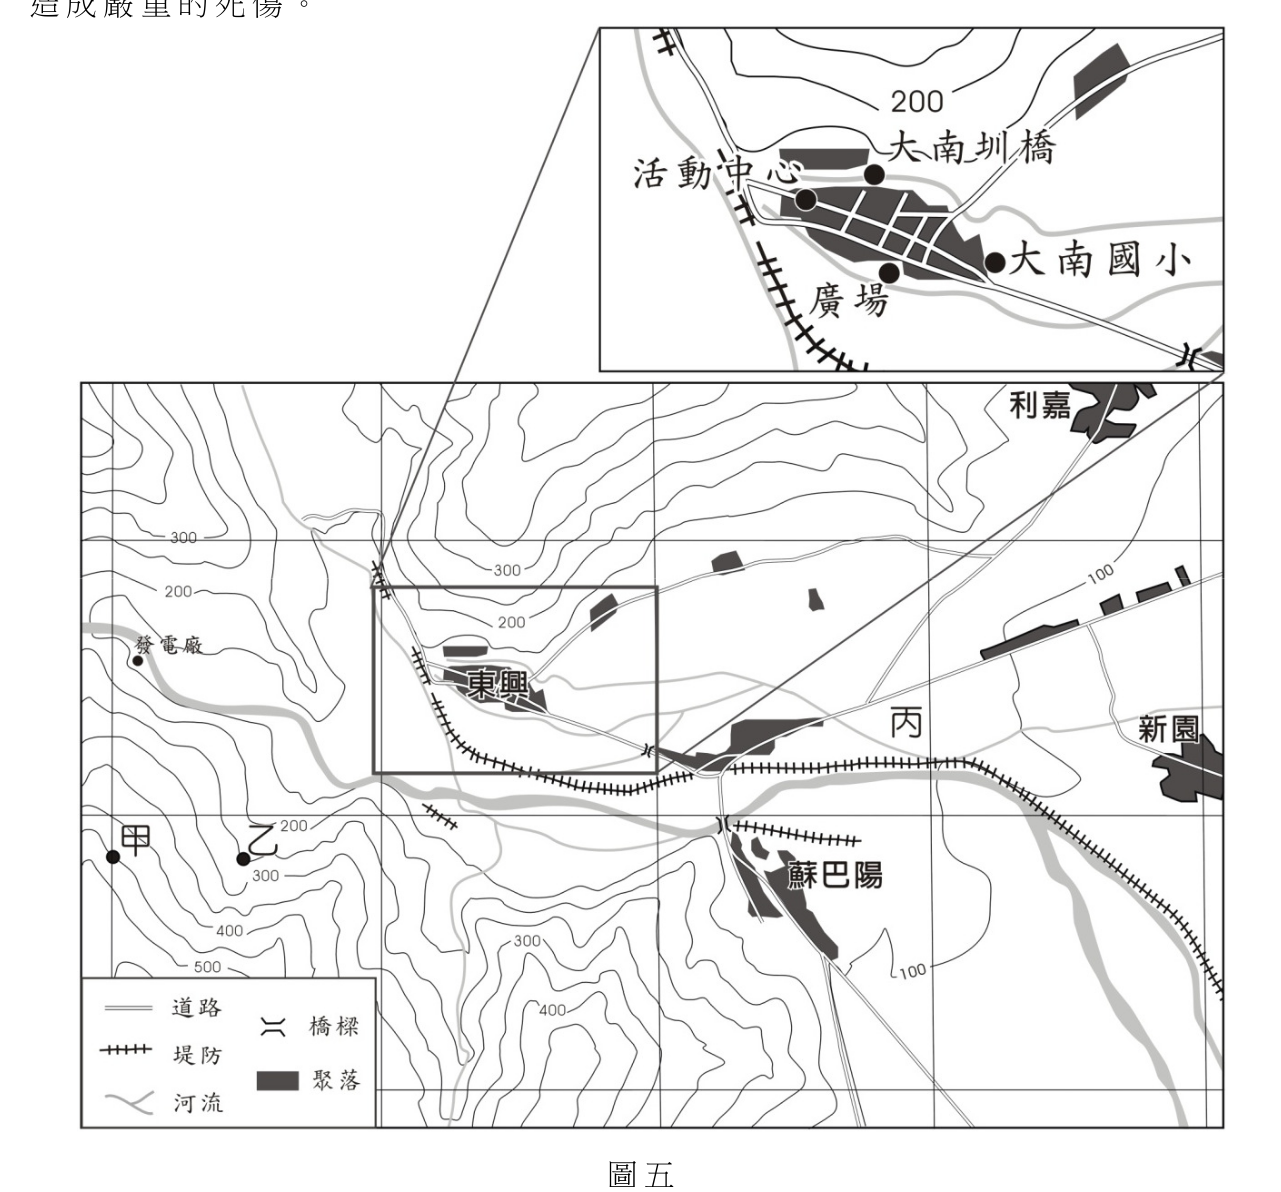 造成嚴重的死傷。
200
大南圳橋
活動中心
大南國小
廣場
利嘉
300
300
100
200
200
發電廠
東興
丙
新園
甲
乙
200
300
蘇巴陽
400
300
500
100
400
道路
橋樑
堤防
聚落
河流
圖五